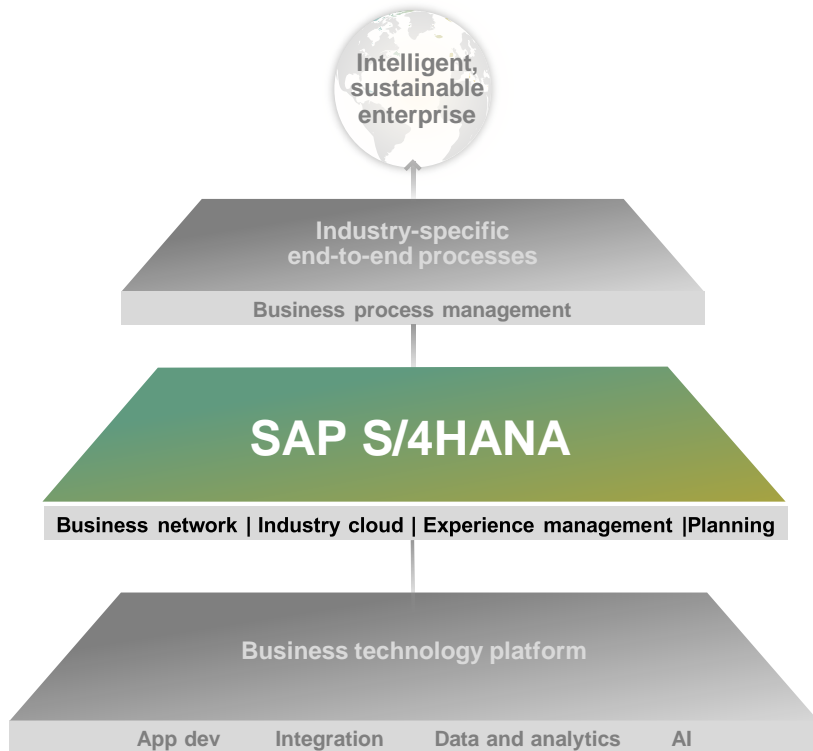 Intelligent,
sustainable
enterprise
Industry-specific
end-to-end processes
Business process management
SAP S/4HANA
Business network | Industry cloud | Experience management |Planning
Business technology platform
App dev Integration Data and analytics AI